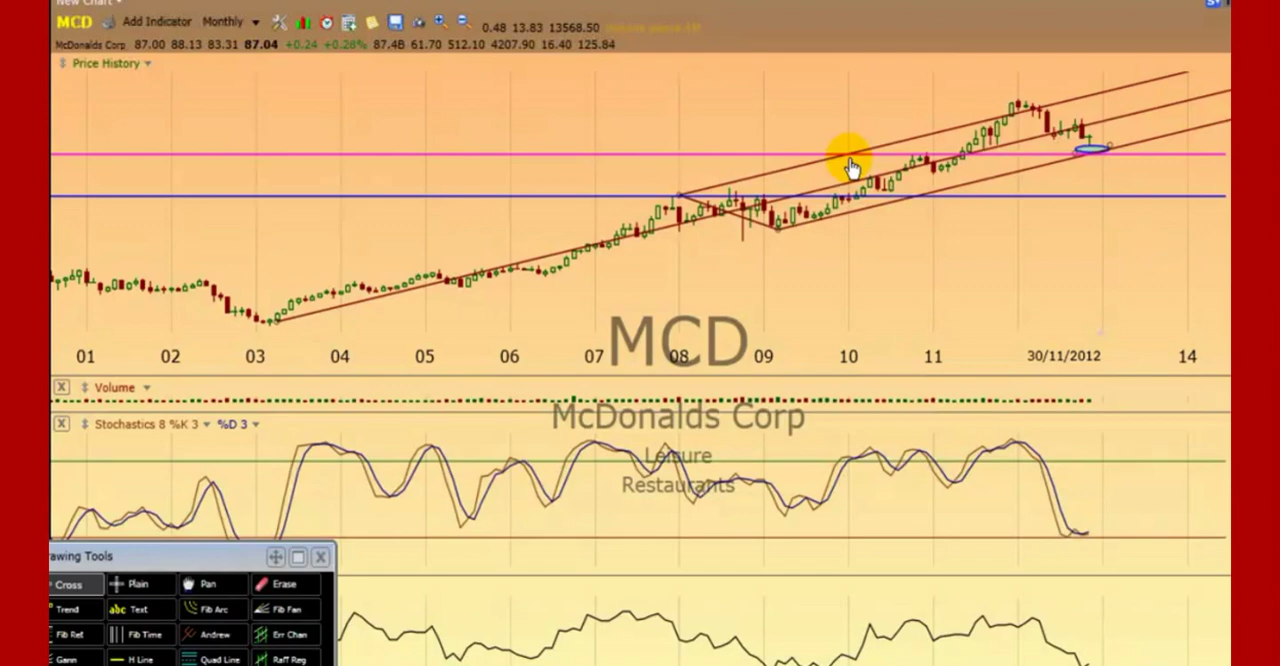 New Chart
MCD Add Indicator Monthly 0.48 13.83 13568.50
McDonalds Corp 87.00 88.13 83.31 87.04 +0.24 +0.28% 87.4B 61.70 512.10 4207.90 16.40 125.84
Price History
MCD
01 02 03 04 05 06 07 08 09 10 11 30/11/2012 14
X Volume
McDonalds Corp
X Stochastics 8 %K 3 %D 3
Leisure
Restaurants
awing Tools X
Cross Plain Pan Erase
Trend abc Text Fib Arc Fib Fan
Fib Ret Fib Time Andrew Err Chan
Gann H Line Quad Line Raff Reg